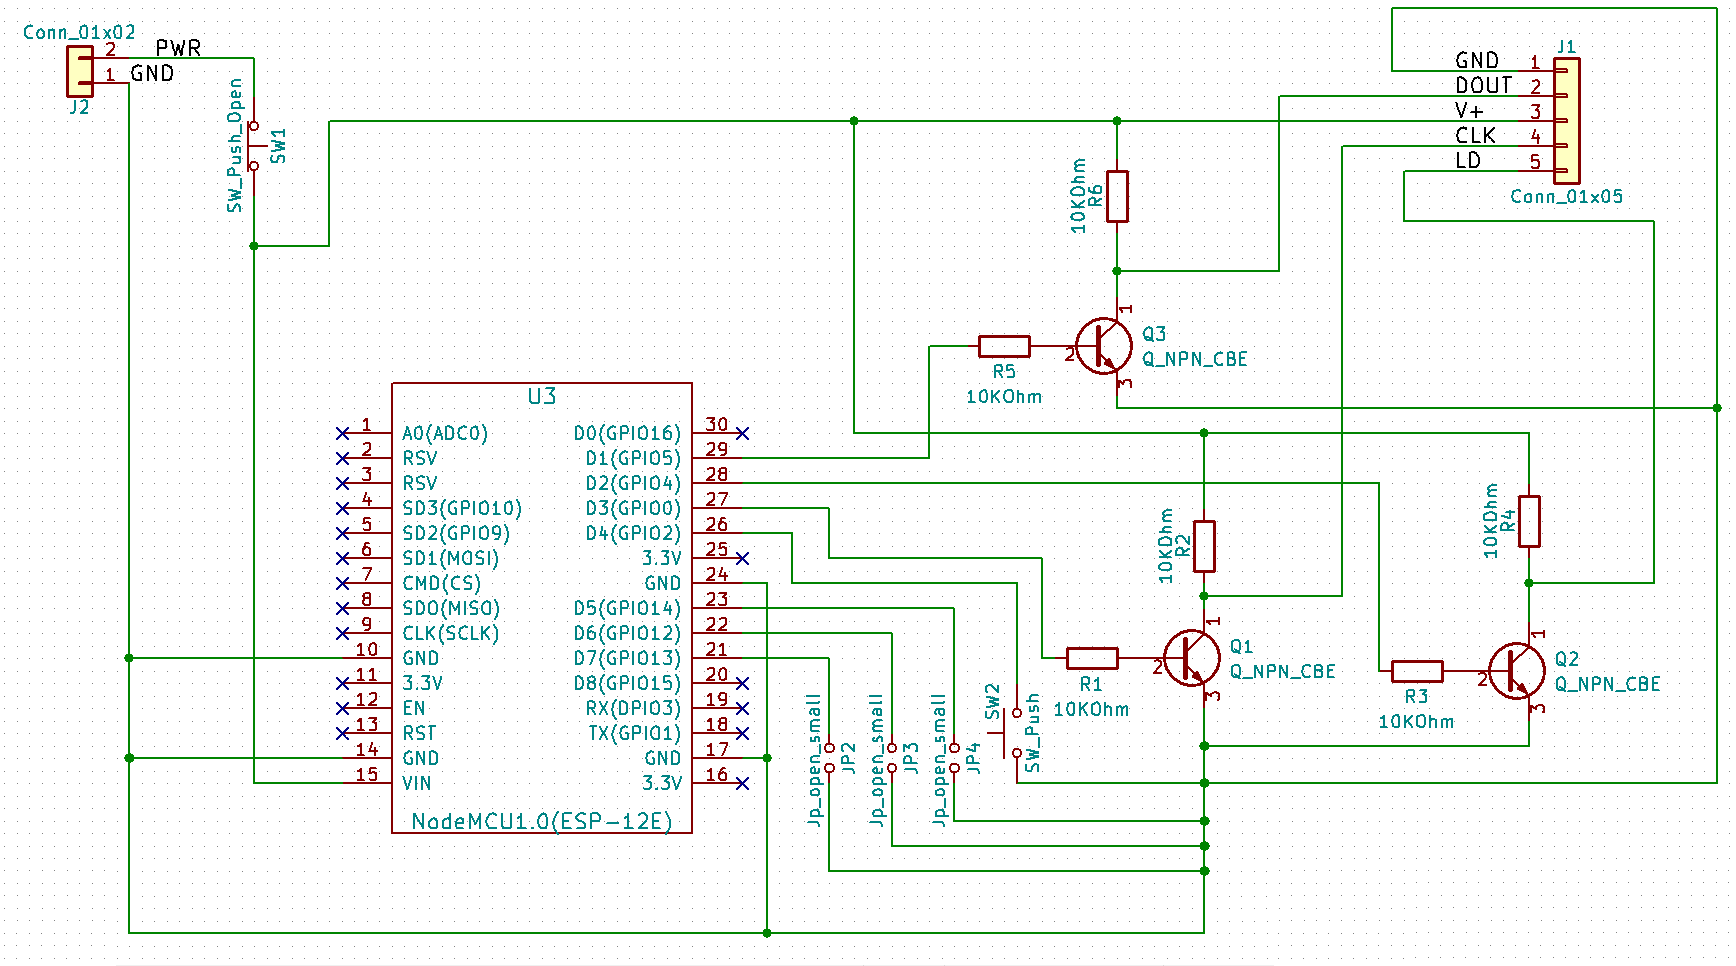 Conn_01x02
2 PWR
1 GND
J2
SW_Push_Open
SW1
J1
GND 1
DOUT 2
V+ 3
CLK 4
LD 5
Conn_01x05
10KOhm
R6
1
2
3
Q3
Q_NPN_CBE
R5
10KOhm
U3
1 A0(ADC0)
2 RSV
3 RSV
4 SD3(GPIO10)
5 SD2(GPIO9)
6 SD1(MOSI)
7 CMD(CS)
8 SDO(MISO)
9 CLK(SCLK)
10 GND
11 3.3V
12 EN
13 RST
14 GND
15 VIN
D0(GPIO16) 30
D1(GPIO5) 29
D2(GPIO4) 28
D3(GPIO0) 27
D4(GPIO2) 26
3.3V 25
GND 24
D5(GPIO14) 23
D6(GPIO12) 22
D7(GPIO13) 21
D8(GPIO15) 20
RX(DPIO3) 19
TX(GPIO1) 18
GND 17
3.3V 16
NodeMCU1.0(ESP-12E)
Jp_open_small
JP2
Jp_open_small
JP3
Jp_open_small
JP4
SW2
SW_Push
10KOhm
R2
1
2
3
Q1
Q_NPN_CBE
R1
10KOhm
10KOhm
R4
1
2
3
Q2
Q_NPN_CBE
R3
10KOhm